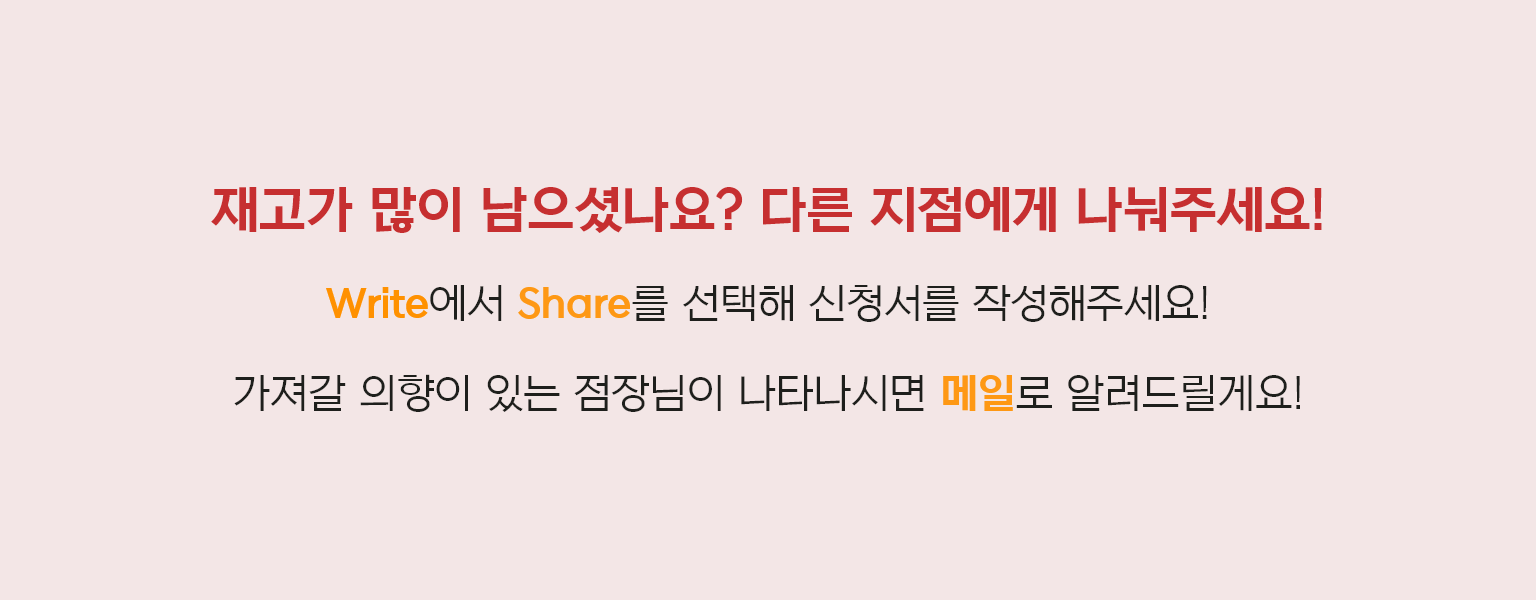 재고가 많이 남으셨나요? 다른 지점에게 나눠주세요!
Write에서 Share를 선택해 신청서를 작성해주세요!
가져갈 의향이 있는 점장님이 나타나시면 메일로 알려드릴게요!